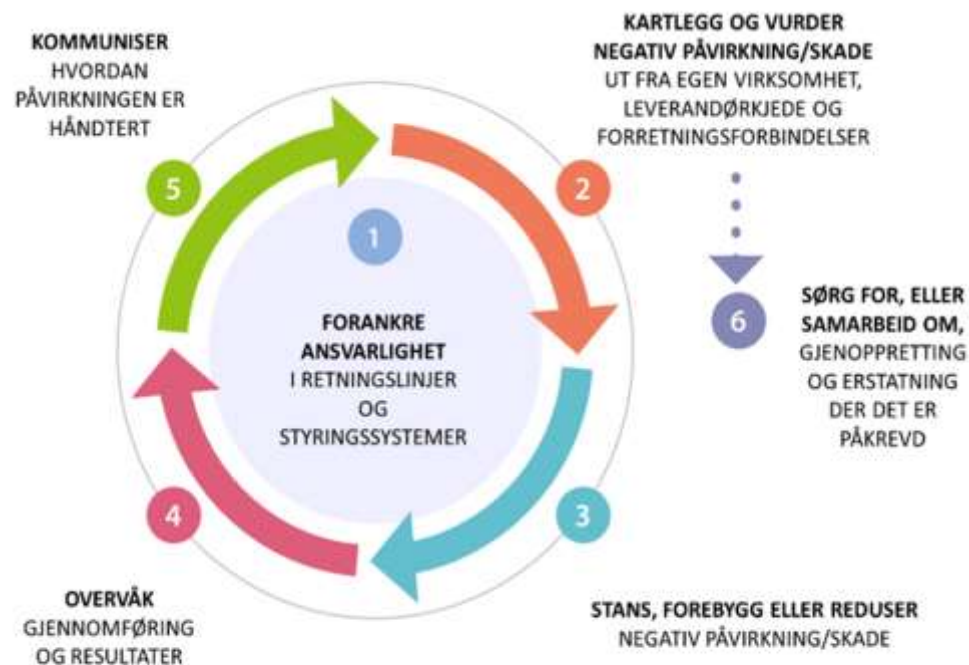 KOMMUNISER
HVORDAN
PÅVIRKNINGEN ER
HÅNDTERT
KARTLEGG OG VURDER
NEGATIV PÅVIRKNING/SKADE
UT FRA EGEN VIRKSOMHET,
LEVERANDØRKJEDE OG
FORRETNINGSFORBINDELSER
5
2
1
FORANKRE
ANSVARLIGHET
I RETNINGSLINJER
OG
STYRINGSSYSTEMER
6
SØRG FOR, ELLER
SAMARBEID OM,
GJENOPPRETTING
OG ERSTATNING
DER DET ER
PÅKREVD
4
3
OVERVÅK
GJENNOMFØRING
OG RESULTATER
STANS, FOREBYGG ELLER REDUSER
NEGATIV PÅVIRKNING/SKADE